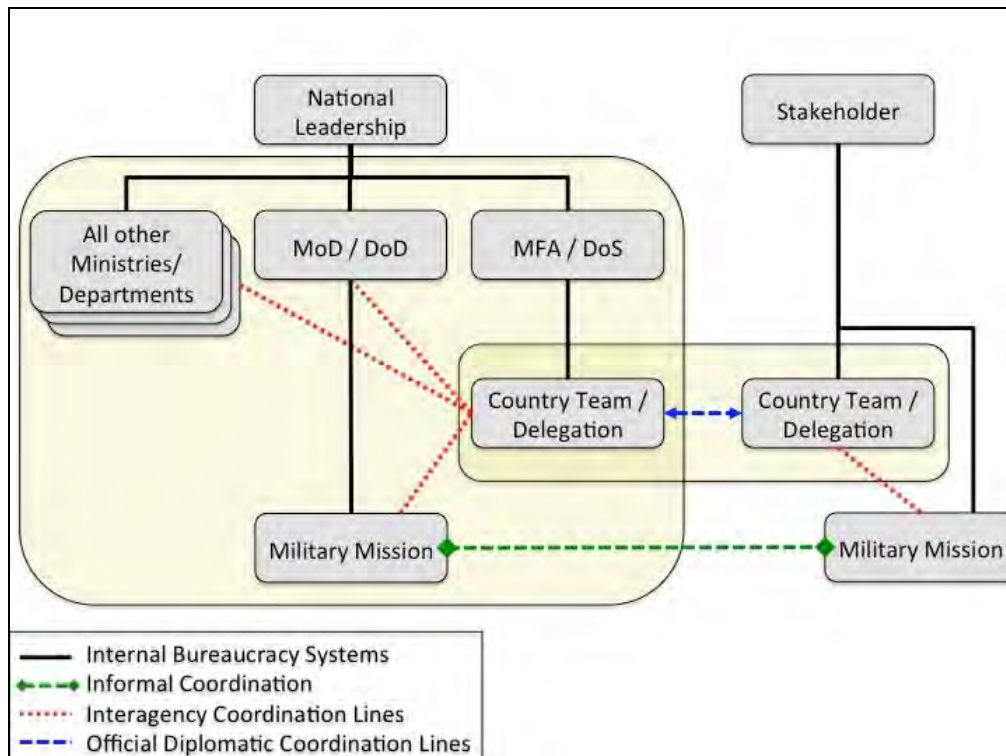 National
Leadership
Stakeholder
All other
Ministries/
Departments
MoD / DoD
MFA / DoS
Country Team /
Delegation
Country Team /
Delegation
Military Mission
Military Mission
Internal Bureaucracy Systems
Informal Coordination
Interagency Coordination Lines
Official Diplomatic Coordination Lines